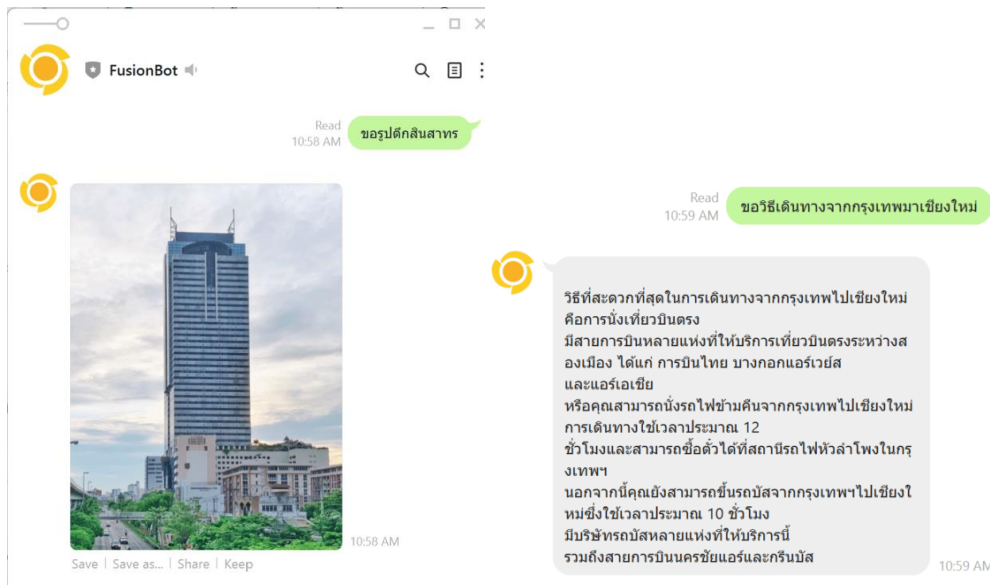 FusionBot
Read
10:58 AM
ขอรูปตึกสินสาทร
10:58 AM
Save | Save as... | Share | Keep
Read
10:59 AM
ขอวิธีเดินทางจากกรุงเทพมาเชียงใหม่
วิธีที่สะดวกที่สุดในการเดินทางจากกรุงเทพไปเชียงใหม่
คือการนั่งเที่ยวบินตรง
มีสายการบินหลายแห่งที่ให้บริการเที่ยวบินตรงระหว่างส
องเมือง ได้แก่ การบินไทย บางกอกแอร์เวย์ส
และแอร์เอเชีย
หรือคุณสามารถนั่งรถไฟข้ามคืนจากกรุงเทพไปเชียงใหม่
การเดินทางใช้เวลาประมาณ 12
ชั่วโมงและสามารถซื้อตั๋วได้ที่สถานีรถไฟหัวลำโพงในกรุ
งเทพฯ
นอกจากนี้คุณยังสามารถขึ้นรถบัสจากกรุงเทพฯไปเชียงใ
หม่ซึ่งใช้เวลาประมาณ 10 ชั่วโมง
มีบริษัทรถบัสหลายแห่งที่ให้บริการนี้
รวมถึงสายการบินนครชัยแอร์และกรีนบัส
10:59 AM